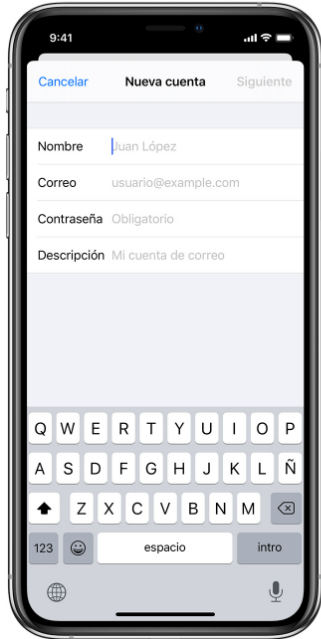 9:41
Cancelar Nueva cuenta Siguiente
Nombre Juan López
Correo usuario@example.com
Contraseña Obligatorio
Descripción Mi cuenta de correo
Q W E R T Y U I O P
A S D F G H J K L Ñ
Z X C V B N M
123 espacio intro